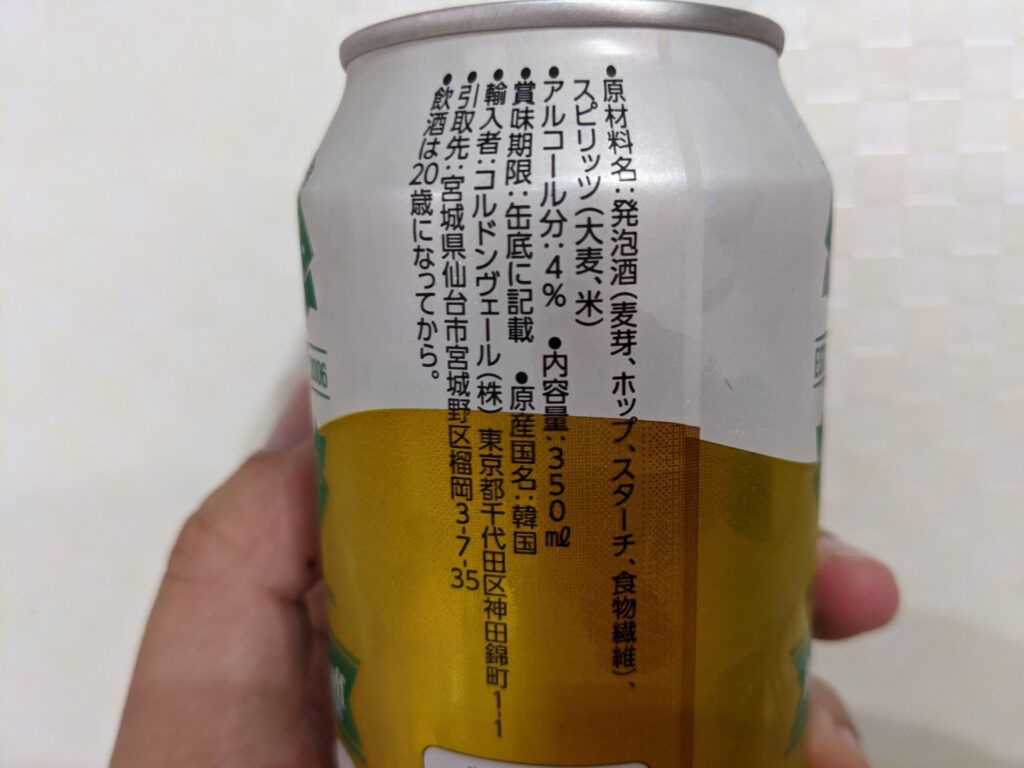 ●原材料名：発泡酒（麦芽、ホップ、スターチ、食物繊維）、
スピリッツ（大麦、米）
●アルコール分：4％ ●内容量：350㎖
●賞味期限：缶底に記載 ●原産国名：韓国
●輸入者：コルドンヴェール（株） 東京都千代田区神田錦町1-1
●引取先：宮城県仙台市宮城野区榴岡3-7-35
●飲酒は20歳になってから。
2006